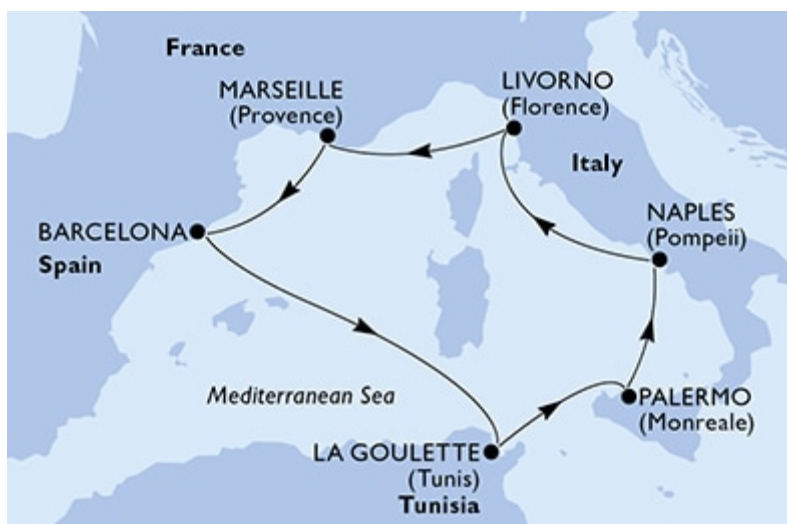 France
MARSEILLE
(Provence)
LIVORNO
(Florence)
Italy
BARCELONA
Spain
NAPLES
(Pompeii)
Mediterranean Sea
PALERMO
(Monreale)
LA GOULETTE
(Tunis)
Tunisia